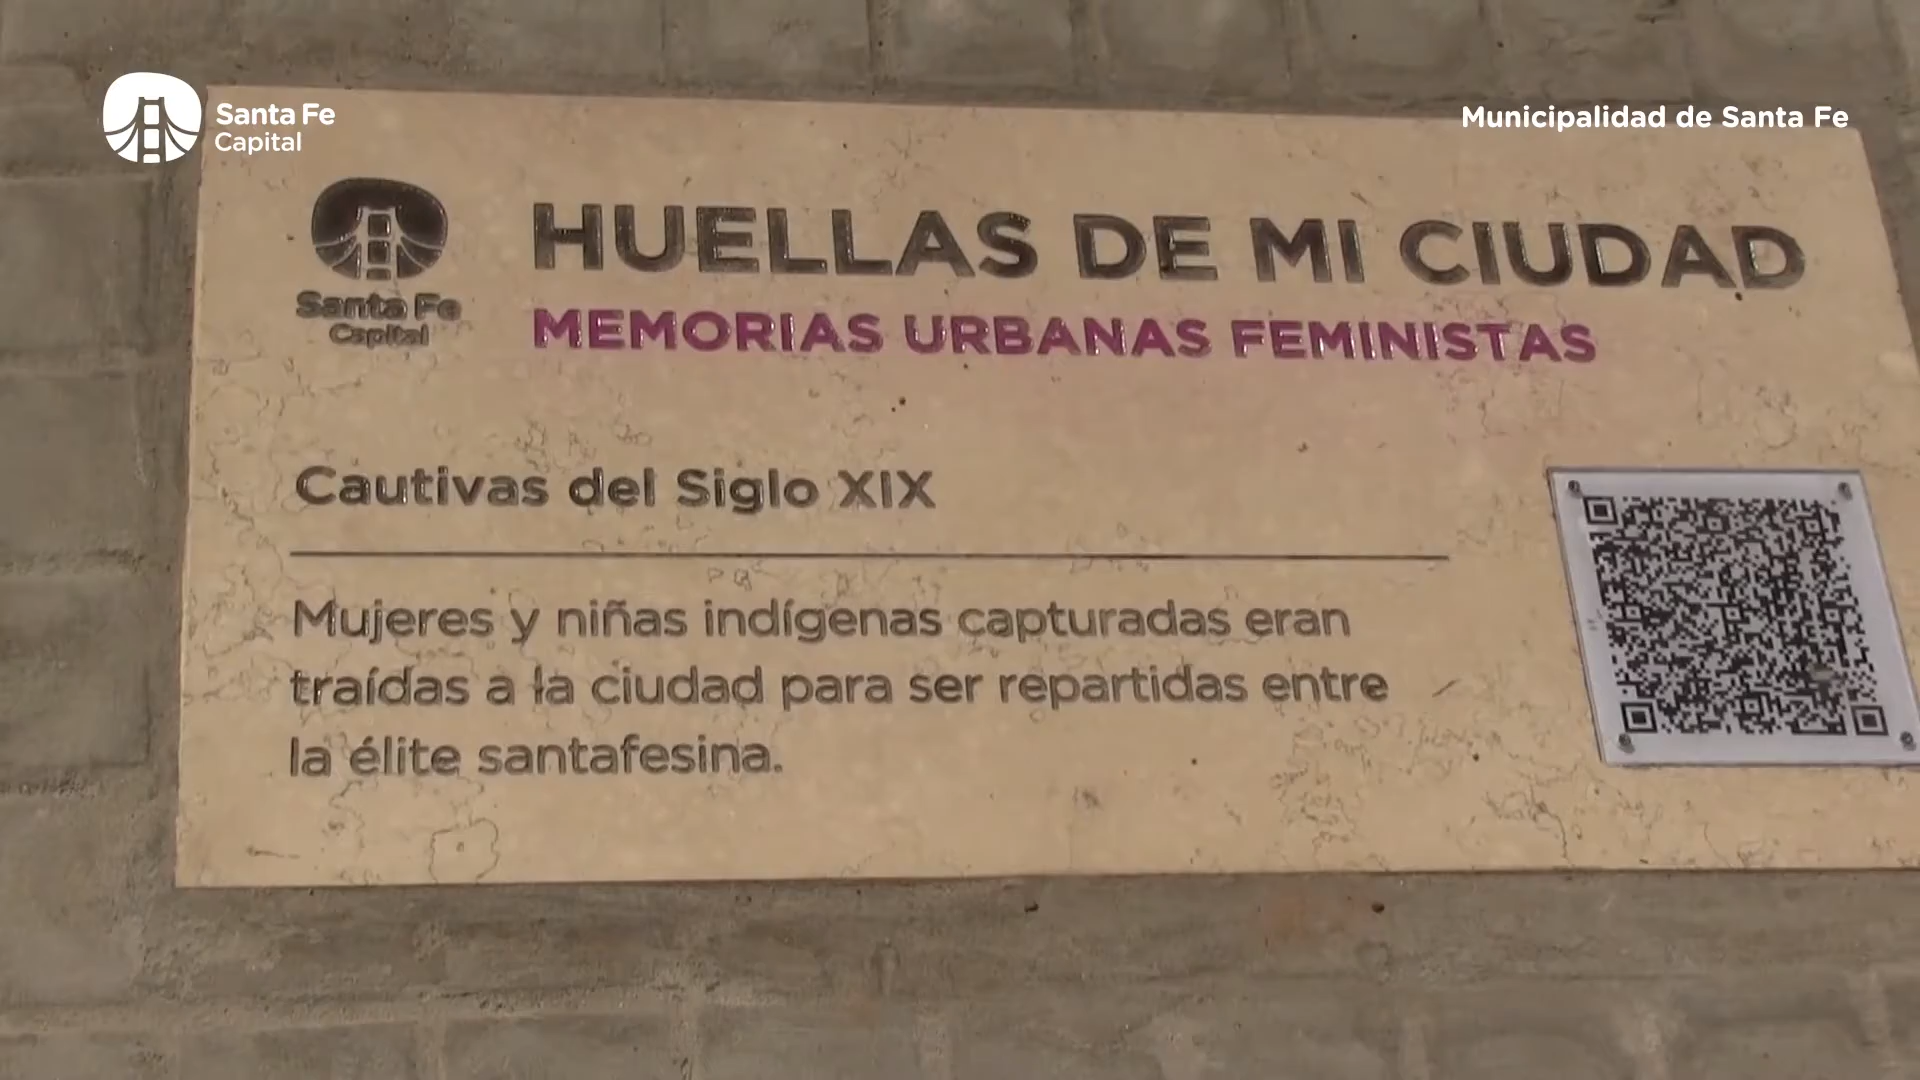 Santa Fe
Capital
Municipalidad de Santa Fe
Santa Fe
Capital
HUELLAS DE MI CIUDAD
MEMORIAS URBANAS FEMINISTAS
Cautivas del Siglo XIX
Mujeres y niñas indígenas capturadas eran
traídas a la ciudad para ser repartidas entre
la élite santafesina.